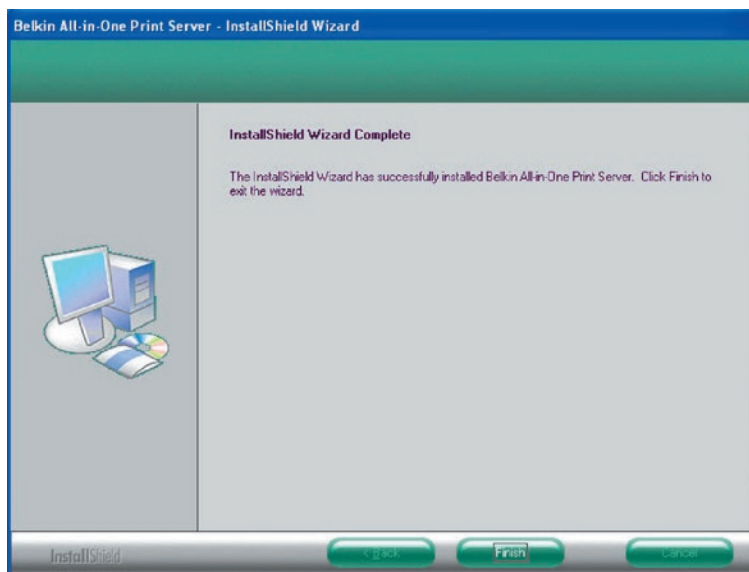 Belkin All-in-One Print Server - InstallShield Wizard
InstallShield Wizard Complete
The InstallShield Wizard has successfully installed Belkin All-in-One Print Server. Click Finish to
exit the wizard.
InstallShield
< Back
Finish
Cancel